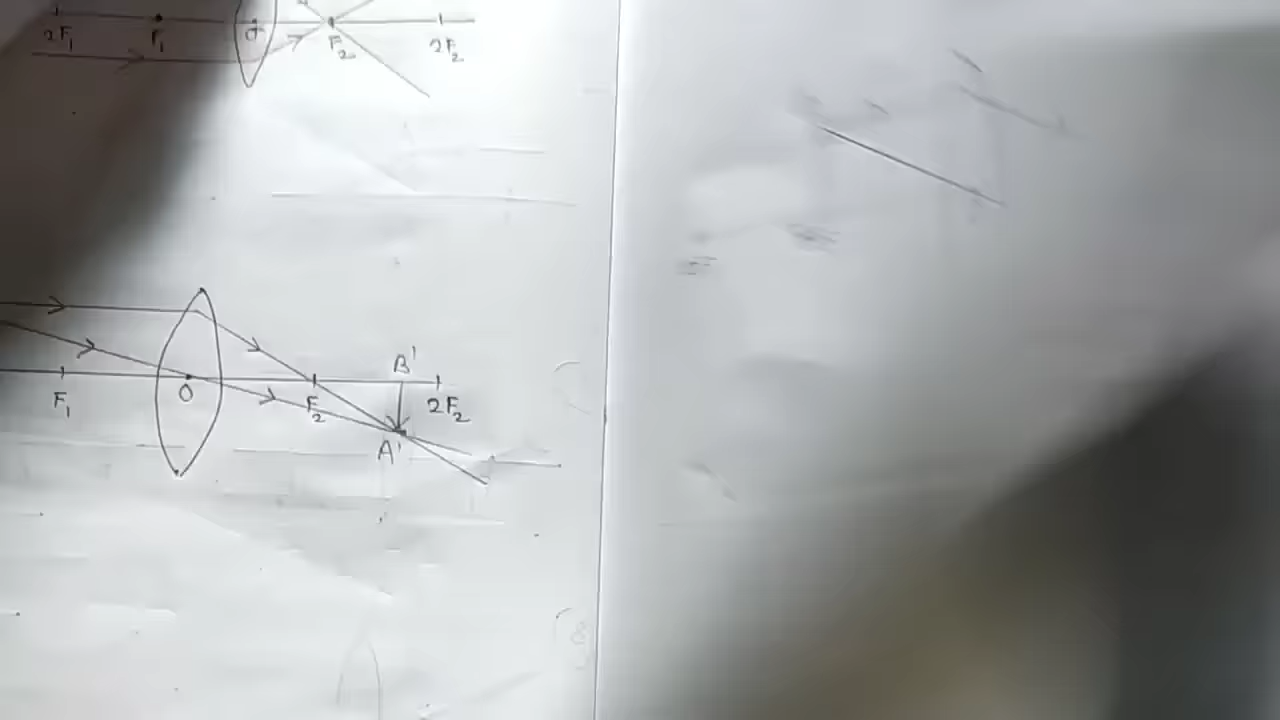 2F₁ F₁ O F₂ 2F₂
B'
F₁ O F₂ 2F₂
A'